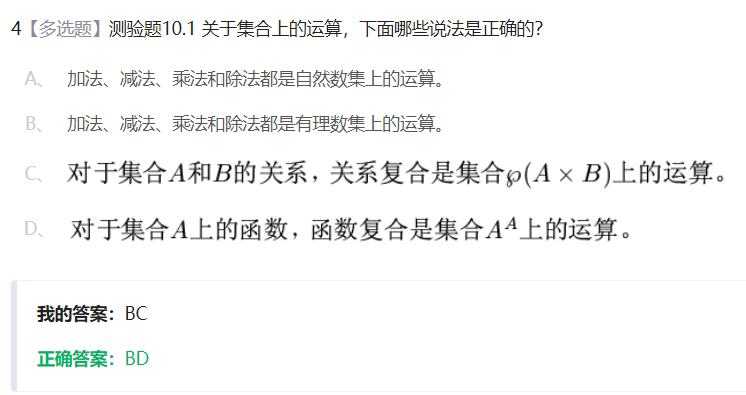 4【多选题】测验题10.1 关于集合上的运算，下面哪些说法是正确的?
A、 加法、减法、乘法和除法都是自然数集上的运算。
B、 加法、减法、乘法和除法都是有理数集上的运算。
C、 对于集合A和B的关系，关系复合是集合℘(A × B)上的运算。
D、 对于集合A上的函数，函数复合是集合Aᴬ上的运算。
我的答案：BC
正确答案：BD